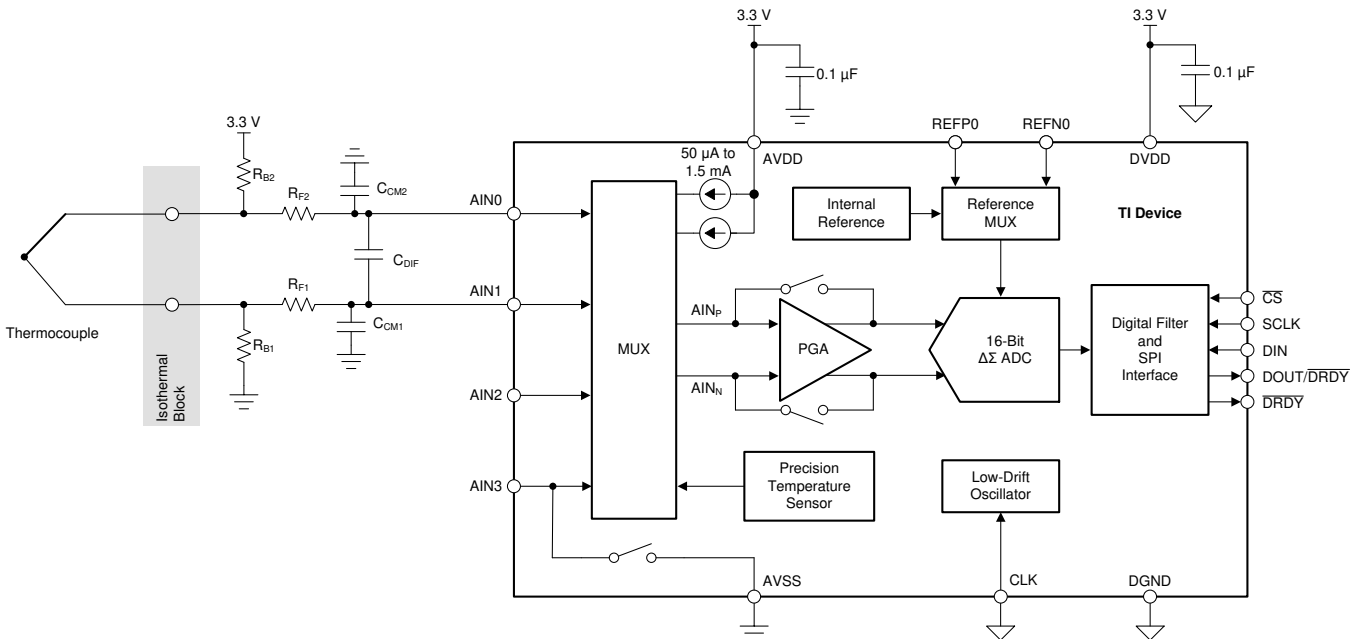 3.3 V
3.3 V
0.1 µF
0.1 µF
3.3 V
REFP0
REFN0
AVDD
DVDD
50 µA to
1.5 mA
RB2
RF2
CCM2
AIN0
Internal
Reference
Reference
MUX
TI Device
CDIF
RF1
AIN1
CCM1
Thermocouple
RB1
Isothermal
Block
MUX
AINP
AINN
PGA
16-Bit
ΔΣ ADC
Digital Filter
and
SPI
Interface
CS
SCLK
DIN
DOUT/DRDY
DRDY
AIN2
AIN3
Precision
Temperature
Sensor
Low-Drift
Oscillator
AVSS
CLK
DGND